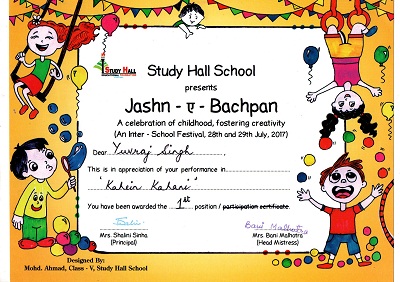 STUDY HALL
Study Hall School
presents
Jashn - ए - Bachpan
A celebration of childhood, fostering creativity
(An Inter - School Festival, 28th and 29th July, 2017)
Dear Yuvraj Singh,
This is in appreciation of your performance in
"Kahein Kahani"
You have been awarded the 1st position / participation certificate.
Mrs. Shalini Sinha
(Principal)
Bani Malhotra
Mrs. Bani Malhotra
(Head Mistress)
Designed By:
Mohd. Ahmad, Class - V, Study Hall School